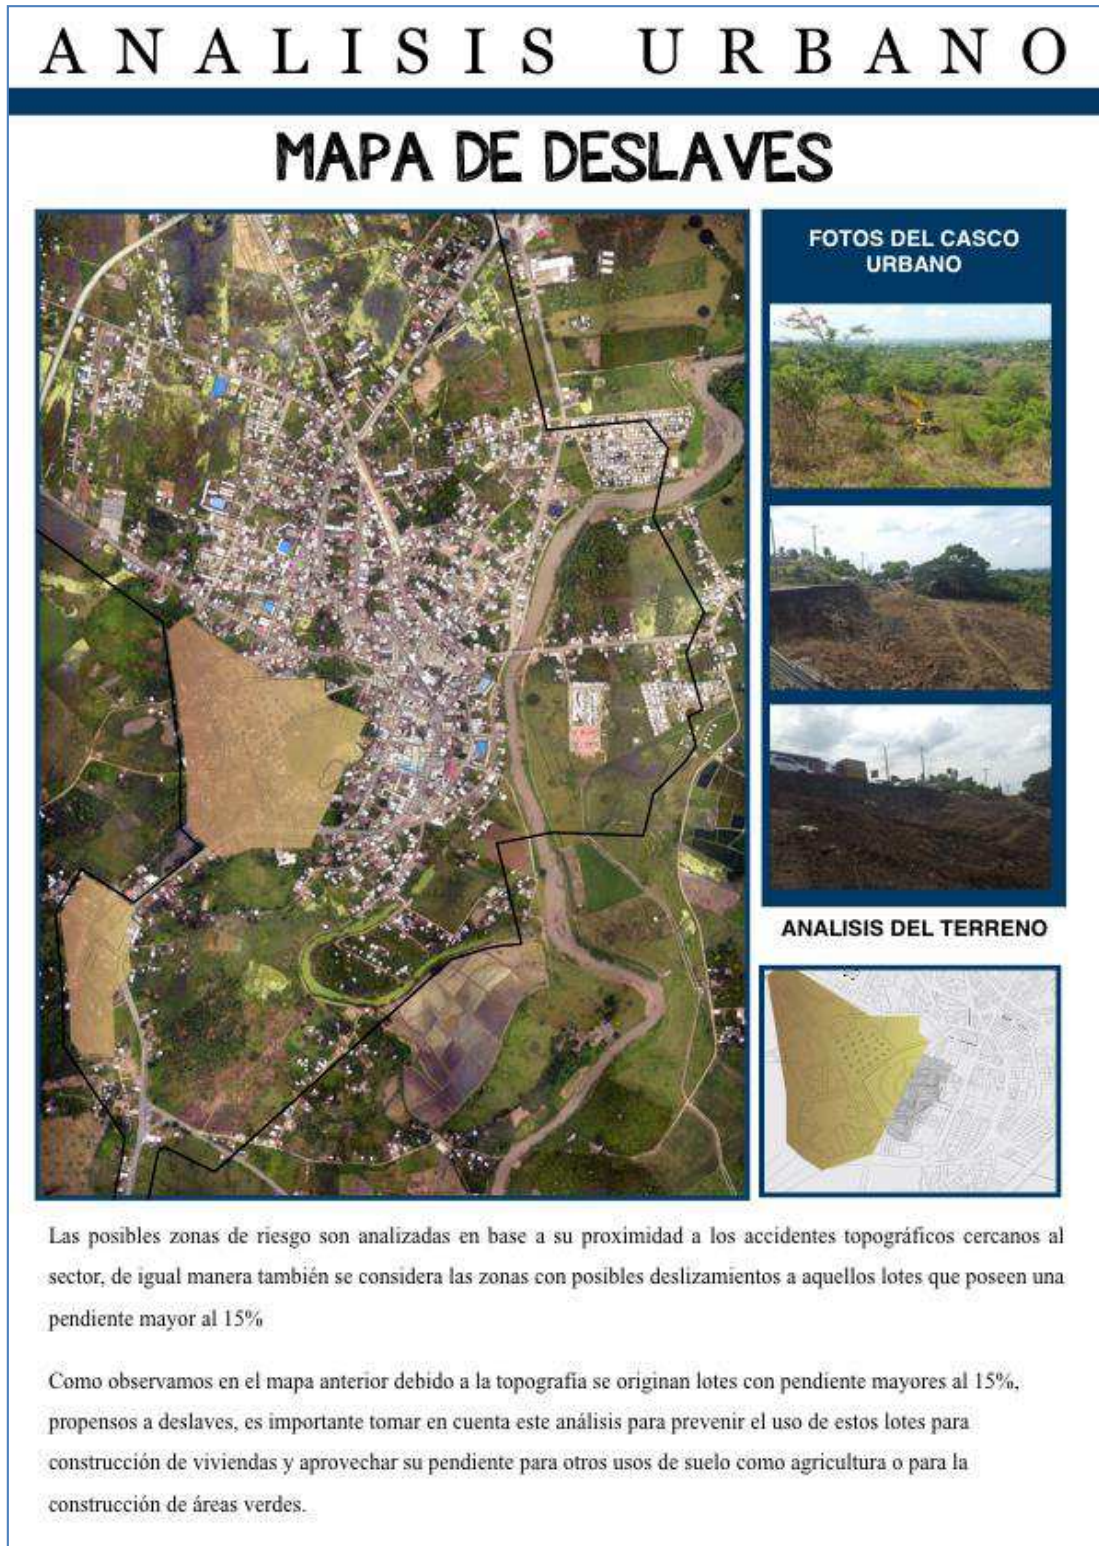 ANALISIS URBANO
MAPA DE DESLAVES
FOTOS DEL CASCO
URBANO
ANALISIS DEL TERRENO
Las posibles zonas de riesgo son analizadas en base a su proximidad a los accidentes topográficos cercanos al
sector, de igual manera también se considera las zonas con posibles deslizamientos a aquellos lotes que poseen una
pendiente mayor al 15%
Como observamos en el mapa anterior debido a la topografía se originan lotes con pendiente mayores al 15%,
propensos a deslaves, es importante tomar en cuenta este análisis para prevenir el uso de estos lotes para
construcción de viviendas y aprovechar su pendiente para otros usos de suelo como agricultura o para la
construcción de áreas verdes.